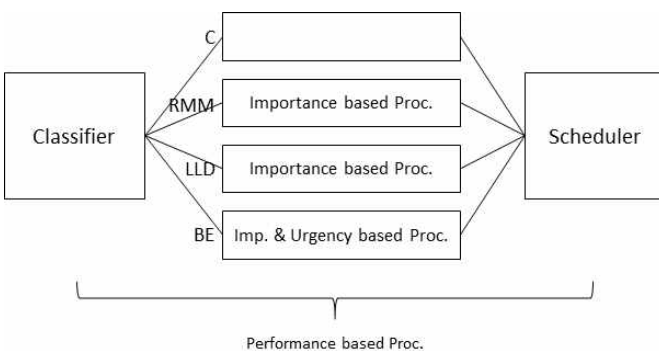 C
RMM
Importance based Proc.
Classifier
Scheduler
LLD
Importance based Proc.
BE
Imp. & Urgency based Proc.
Performance based Proc.